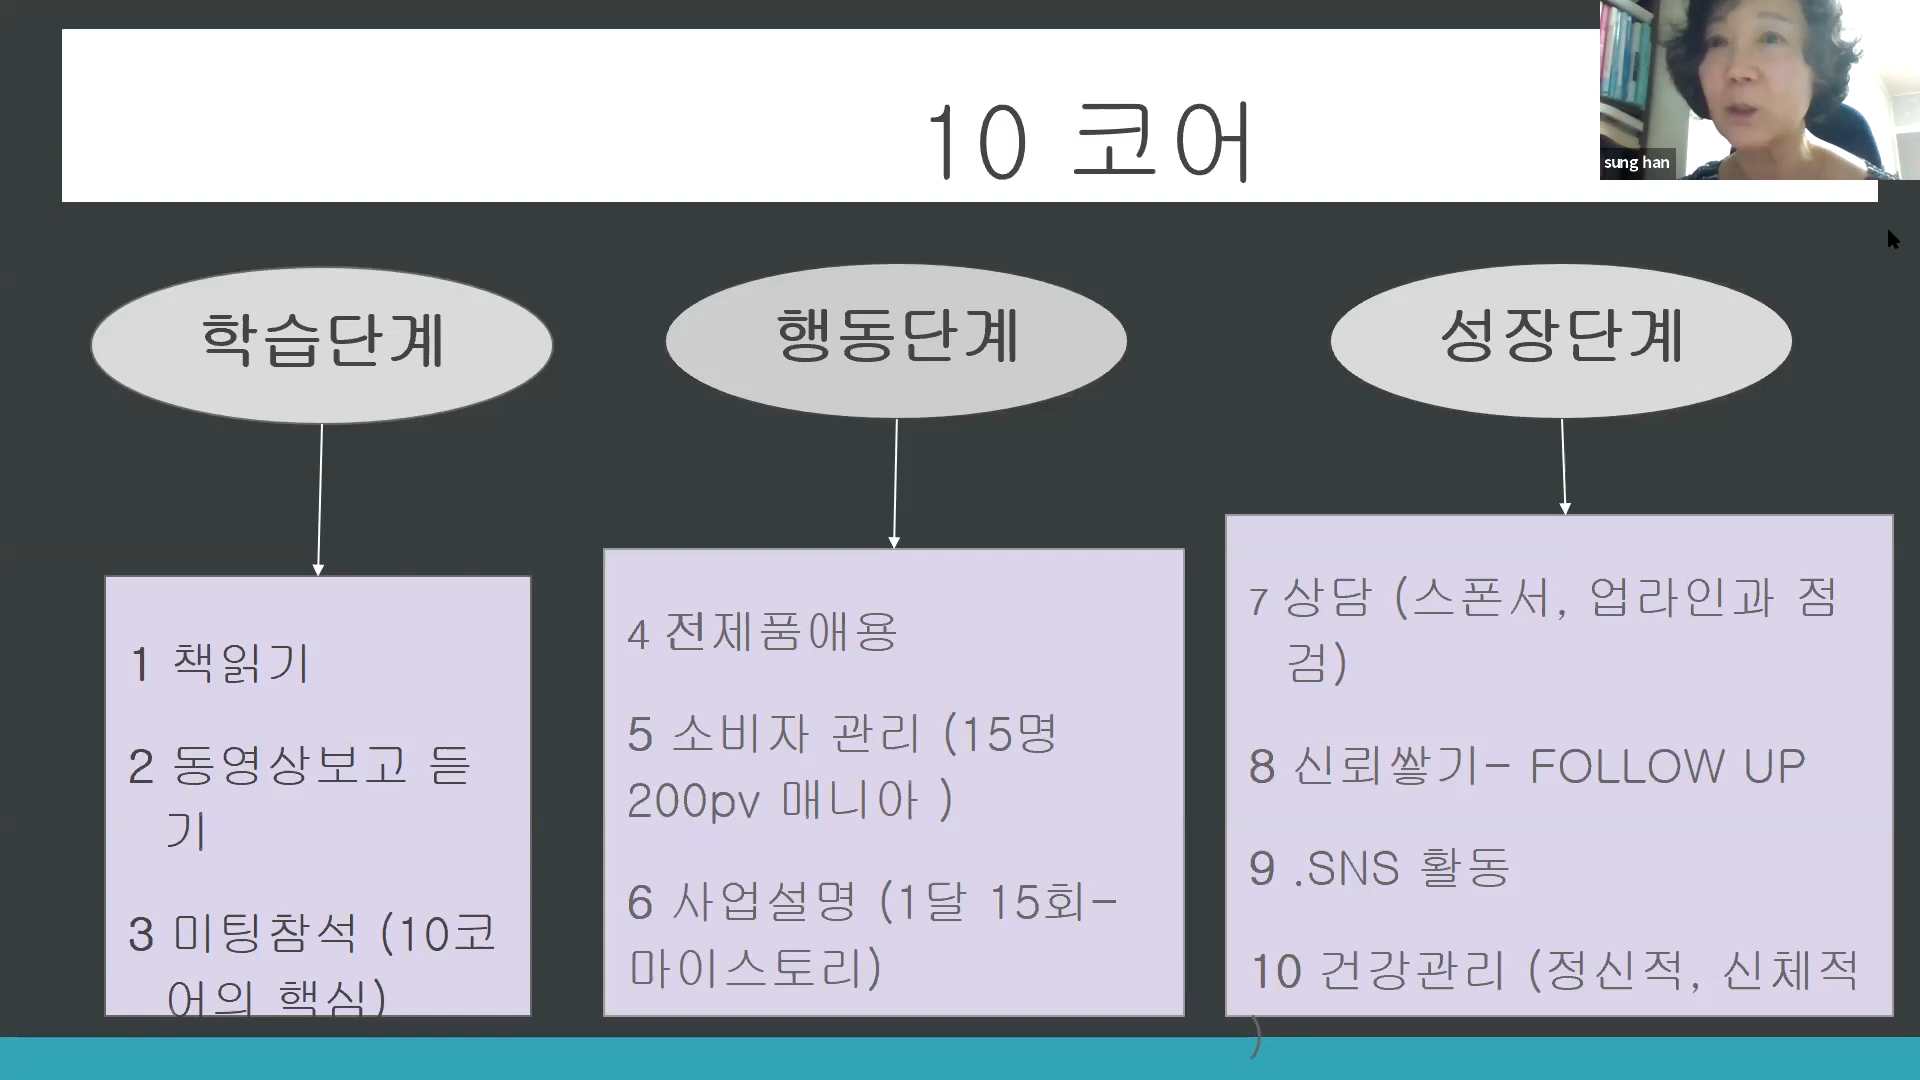 10 코어
sung han
학습단계
행동단계
성장단계
1 책읽기
2 동영상보고 듣
기
3 미팅참석 (10코
어의 핵심)
4 전제품애용
5 소비자 관리 (15명
200pv 매니아 )
6 사업설명 (1달 15회-
마이스토리)
7 상담 (스폰서, 업라인과 점
검)
8 신뢰쌓기- FOLLOW UP
9 .SNS 활동
10 건강관리 (정신적, 신체적
)